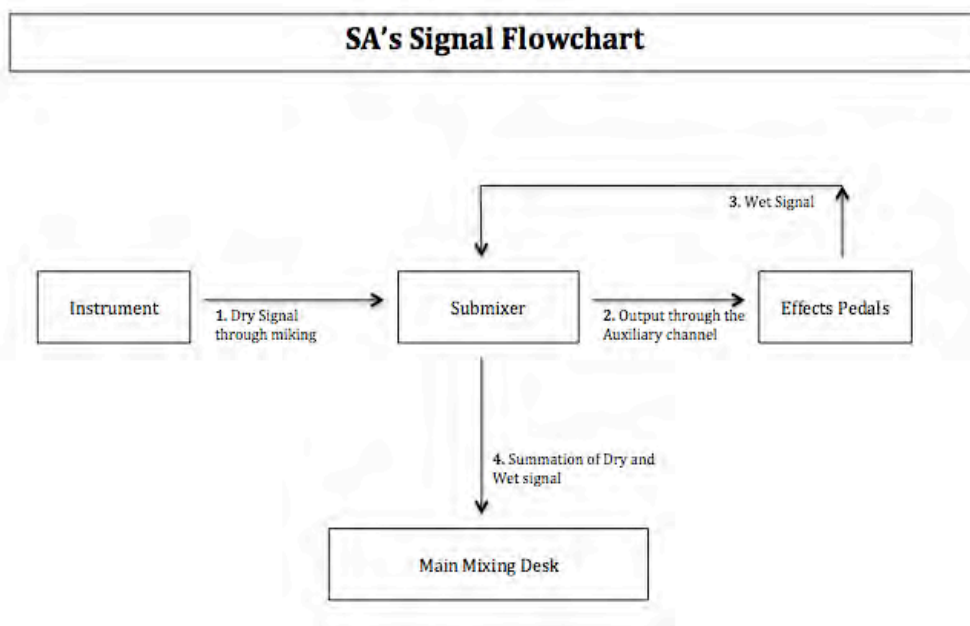 SA's Signal Flowchart
3. Wet Signal
Instrument
1. Dry Signal
through miking
Submixer
2. Output through the
Auxiliary channel
Effects Pedals
4. Summation of Dry and
Wet signal
Main Mixing Desk